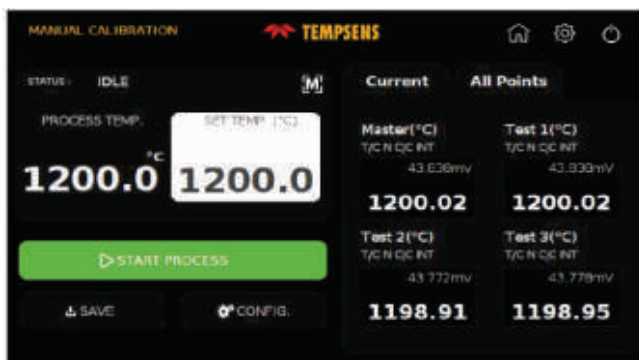 MANUAL CALIBRATION
TEMPSENS
STATUS: IDLE
M
PROCESS TEMP.
°C
1200.0
SET TEMP (°C)
1200.0
START PROCESS
SAVE
CONFIG.
Current All Points
Master(°C) Test 1(°C)
T/C N CJC INT T/C N CJC INT
43.838mv 43.838mV
1200.02 1200.02
Test 2(°C) Test 3(°C)
T/C N CJC INT T/C N CJC INT
43.772mv 43.778mv
1198.91 1198.95